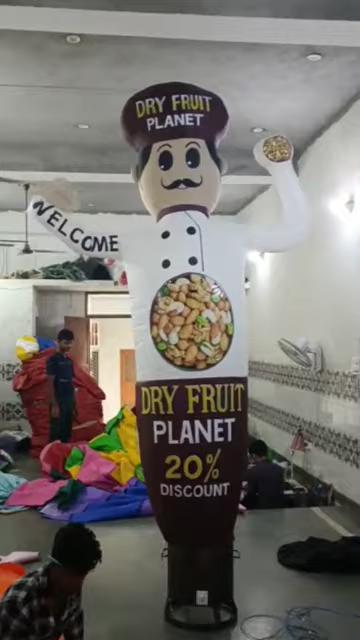 DRY FRUIT
PLANET
WELCOME
DRY FRUIT
PLANET
20%
DISCOUNT